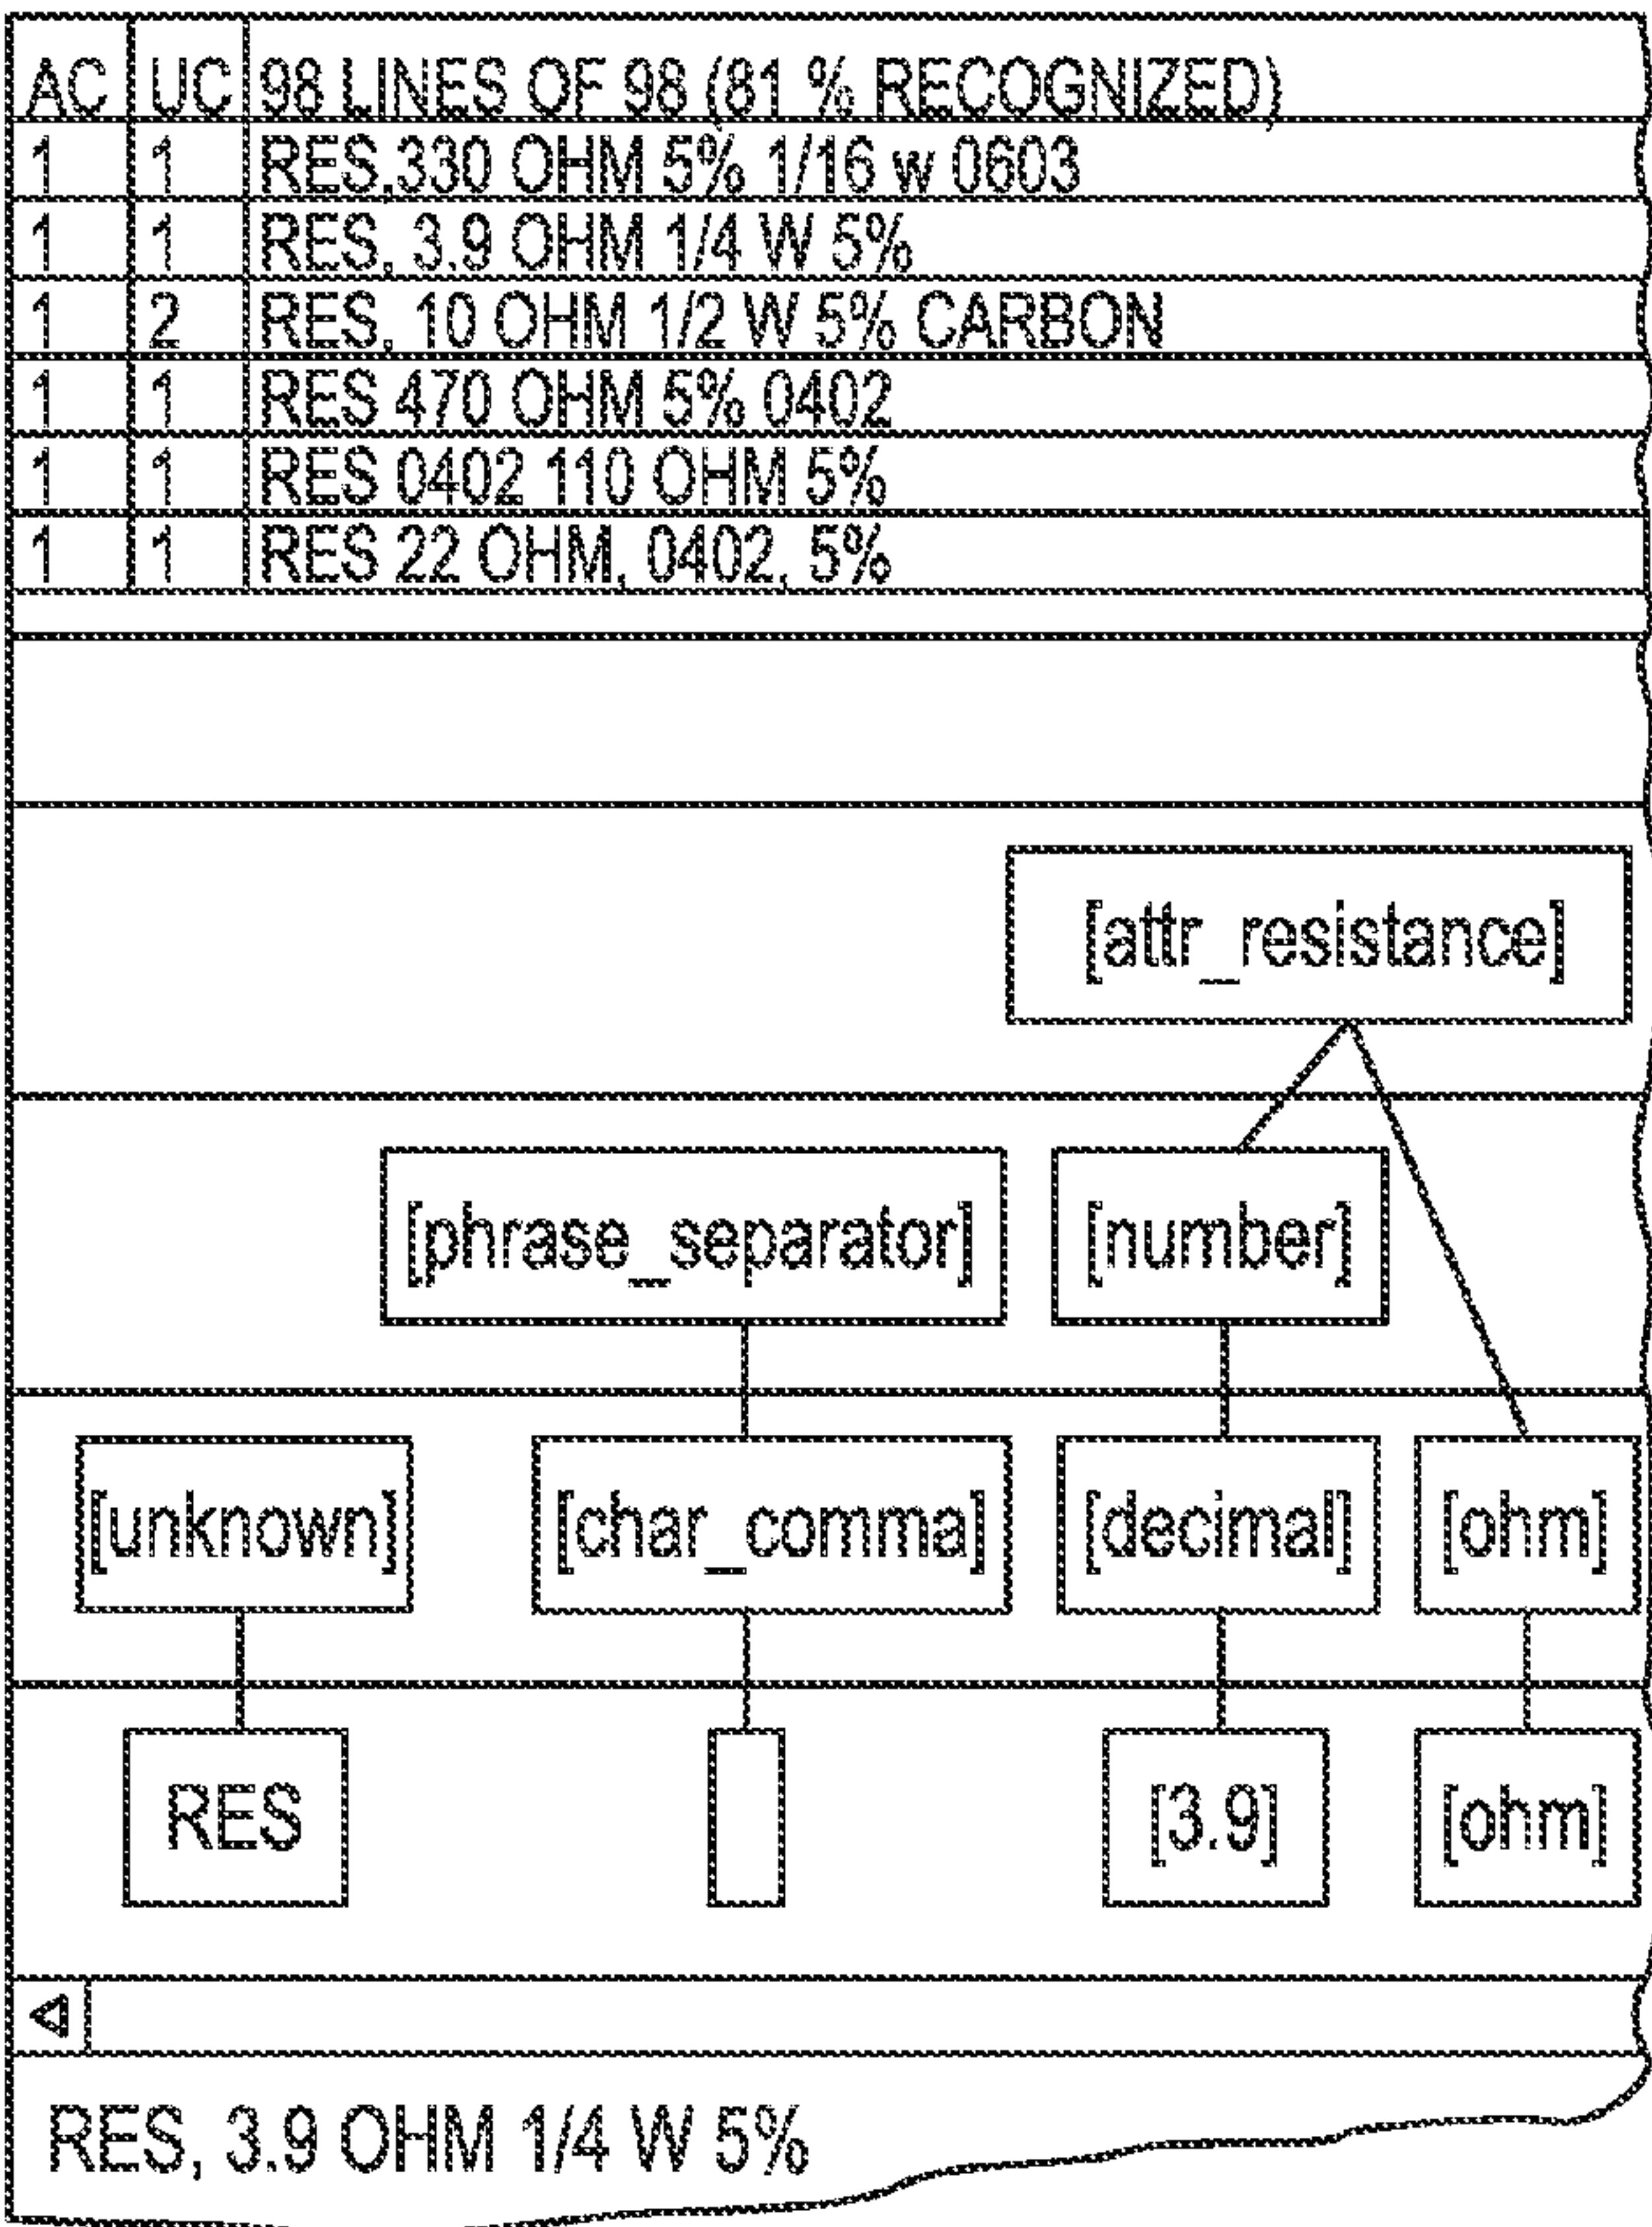 AC UC 98 LINES OF 98 (81 % RECOGNIZED)
1 1 RES,330 OHM 5% 1/16 w 0603
1 1 RES, 3.9 OHM 1/4 W 5%
1 2 RES, 10 OHM 1/2 W 5% CARBON
1 1 RES 470 OHM 5% 0402
1 1 RES 0402 110 OHM 5%
1 1 RES 22 OHM, 0402, 5%
[attr_resistance]
[phrase_separator] [number]
[unknown] [char_comma] [decimal] [ohm]
RES [3.9] [ohm]
RES, 3.9 OHM 1/4 W 5%